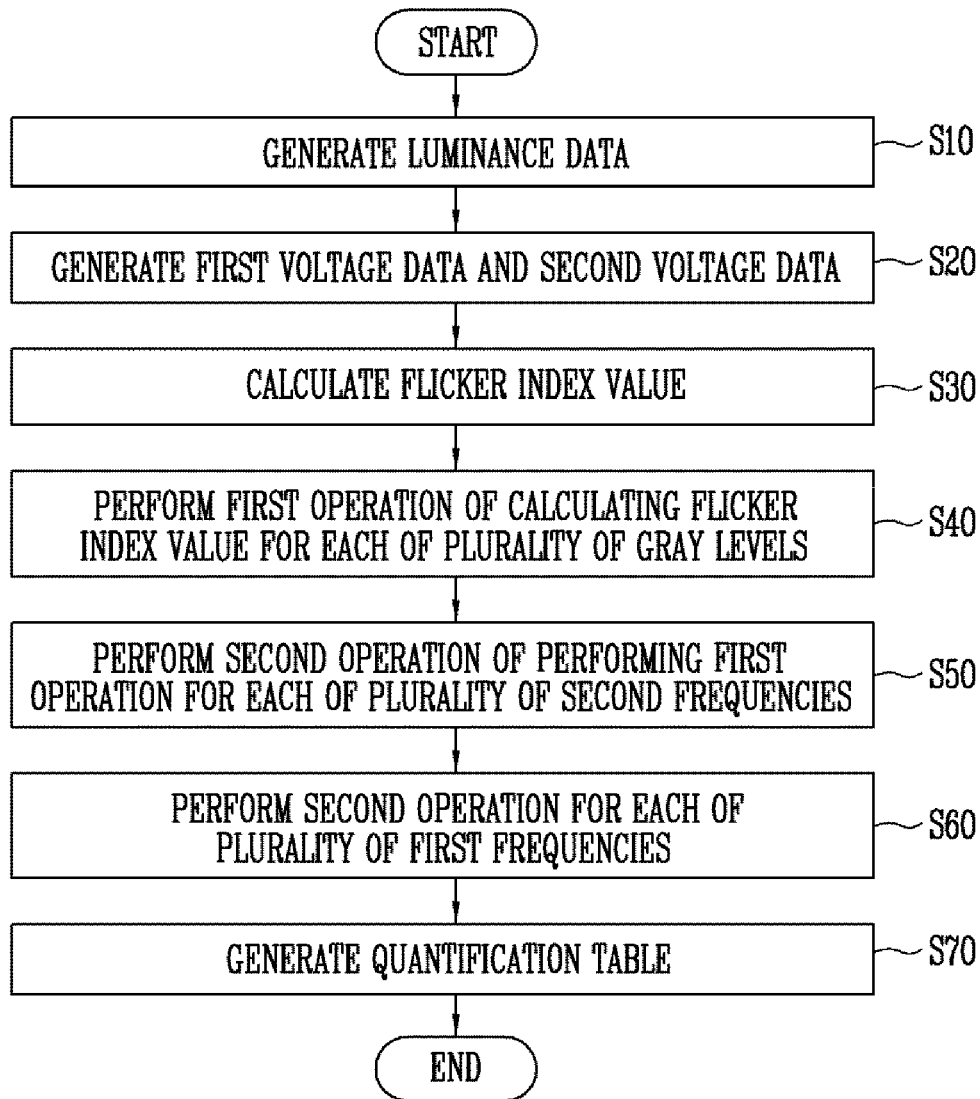 START
GENERATE LUMINANCE DATA
S10
GENERATE FIRST VOLTAGE DATA AND SECOND VOLTAGE DATA
S20
CALCULATE FLICKER INDEX VALUE
S30
PERFORM FIRST OPERATION OF CALCULATING FLICKER
INDEX VALUE FOR EACH OF PLURALITY OF GRAY LEVELS
S40
PERFORM SECOND OPERATION OF PERFORMING FIRST
OPERATION FOR EACH OF PLURALITY OF SECOND FREQUENCIES
S50
PERFORM SECOND OPERATION FOR EACH OF
PLURALITY OF FIRST FREQUENCIES
S60
GENERATE QUANTIFICATION TABLE
S70
END